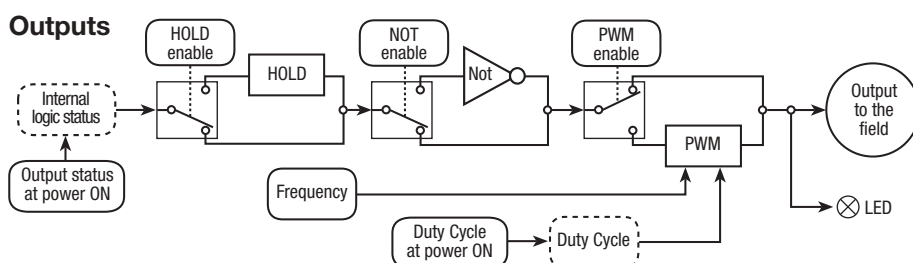 Outputs
HOLD
enable
NOT
enable
PWM
enable
HOLD
Not
Internal
logic status
Output
to the
field
PWM
Output status
at power ON
Frequency
LED
Duty Cycle
at power ON
Duty Cycle